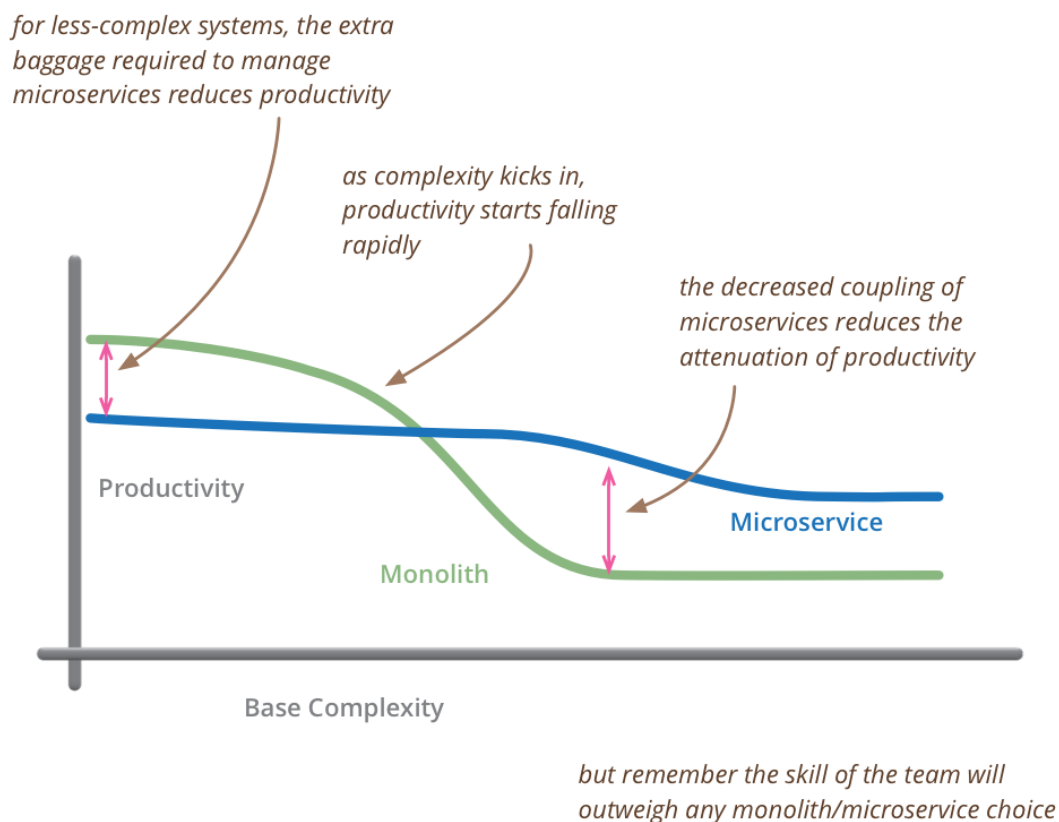 for less-complex systems, the extra
baggage required to manage
microservices reduces productivity
as complexity kicks in,
productivity starts falling
rapidly
the decreased coupling of
microservices reduces the
attenuation of productivity
Productivity
Microservice
Monolith
Base Complexity
but remember the skill of the team will
outweigh any monolith/microservice choice